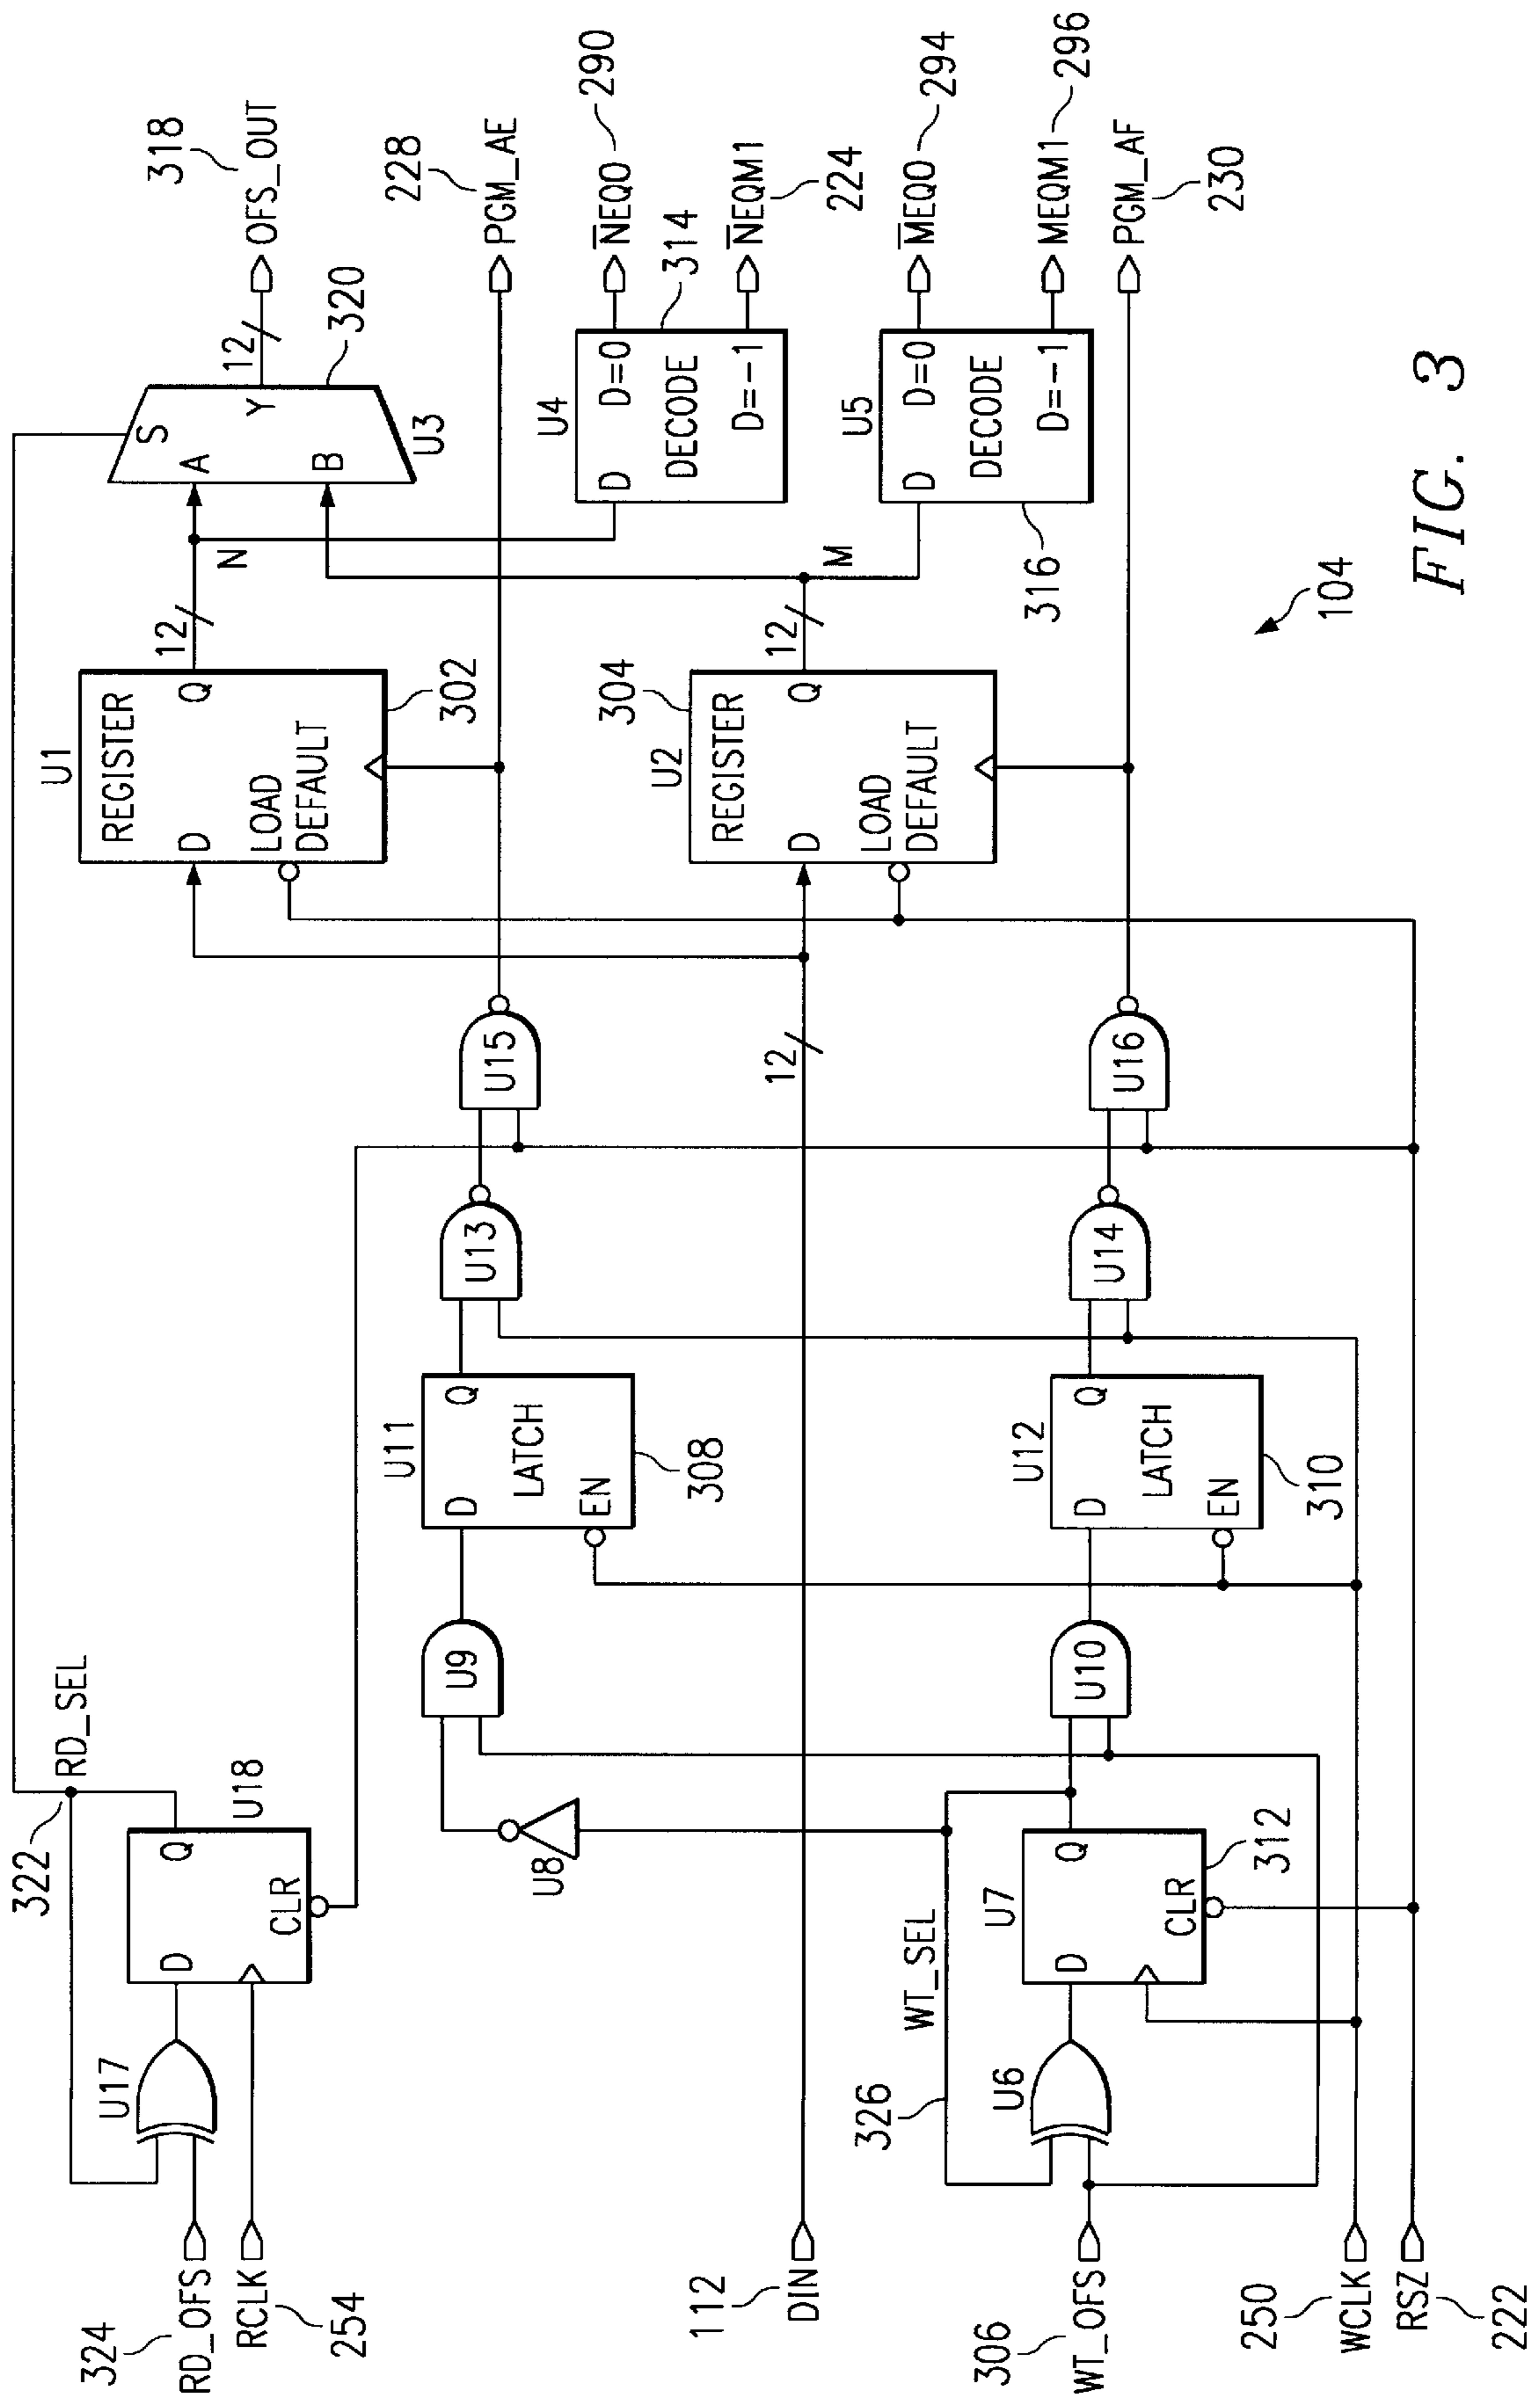 318
OFS_OUT
228
PGM_AE
290
N̅EQ0
N̅EQM1
224
294
M̅EQ0
MEQM1
296
PGM_AF
230
12
320
S
Y
A
B
U3
U4
D=0
314
D
DECODE
D=-1
U5
D=0
D
DECODE
D=-1
316
N
M
12
12
104
FIG. 3
U1
REGISTER
Q
D
LOAD
DEFAULT
302
304
U2
REGISTER
Q
D
LOAD
DEFAULT
U15
12
U16
U13
U14
U11
Q
LATCH
D
EN
308
U12
Q
LATCH
D
EN
310
U9
U10
RD_SEL
322
U18
Q
D
CLR
U8
WT_SEL
U7
Q
D
CLR
312
U17
326
U6
324
RD_OFS
RCLK
254
112
DIN
306
WT_OFS
250
WCLK
RSZ
222